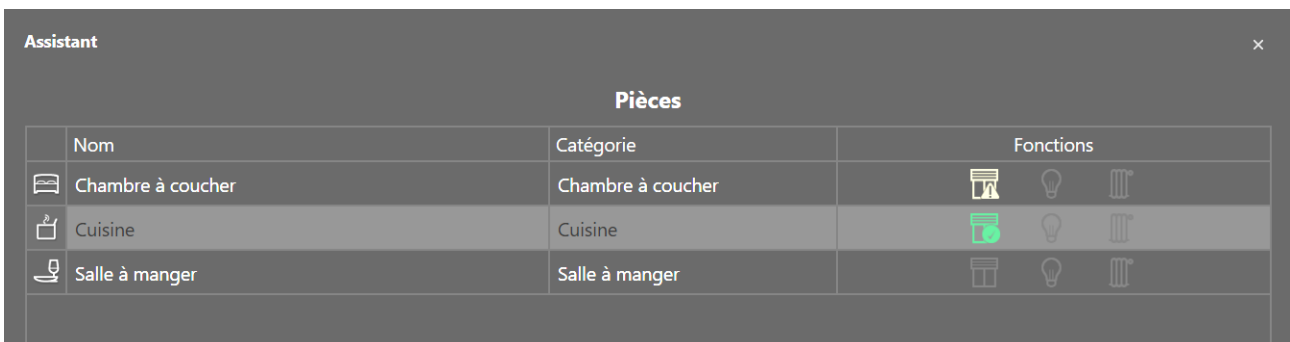 Assistant
×
Pièces
Nom Catégorie Fonctions
Chambre à coucher Chambre à coucher
Cuisine Cuisine
Salle à manger Salle à manger